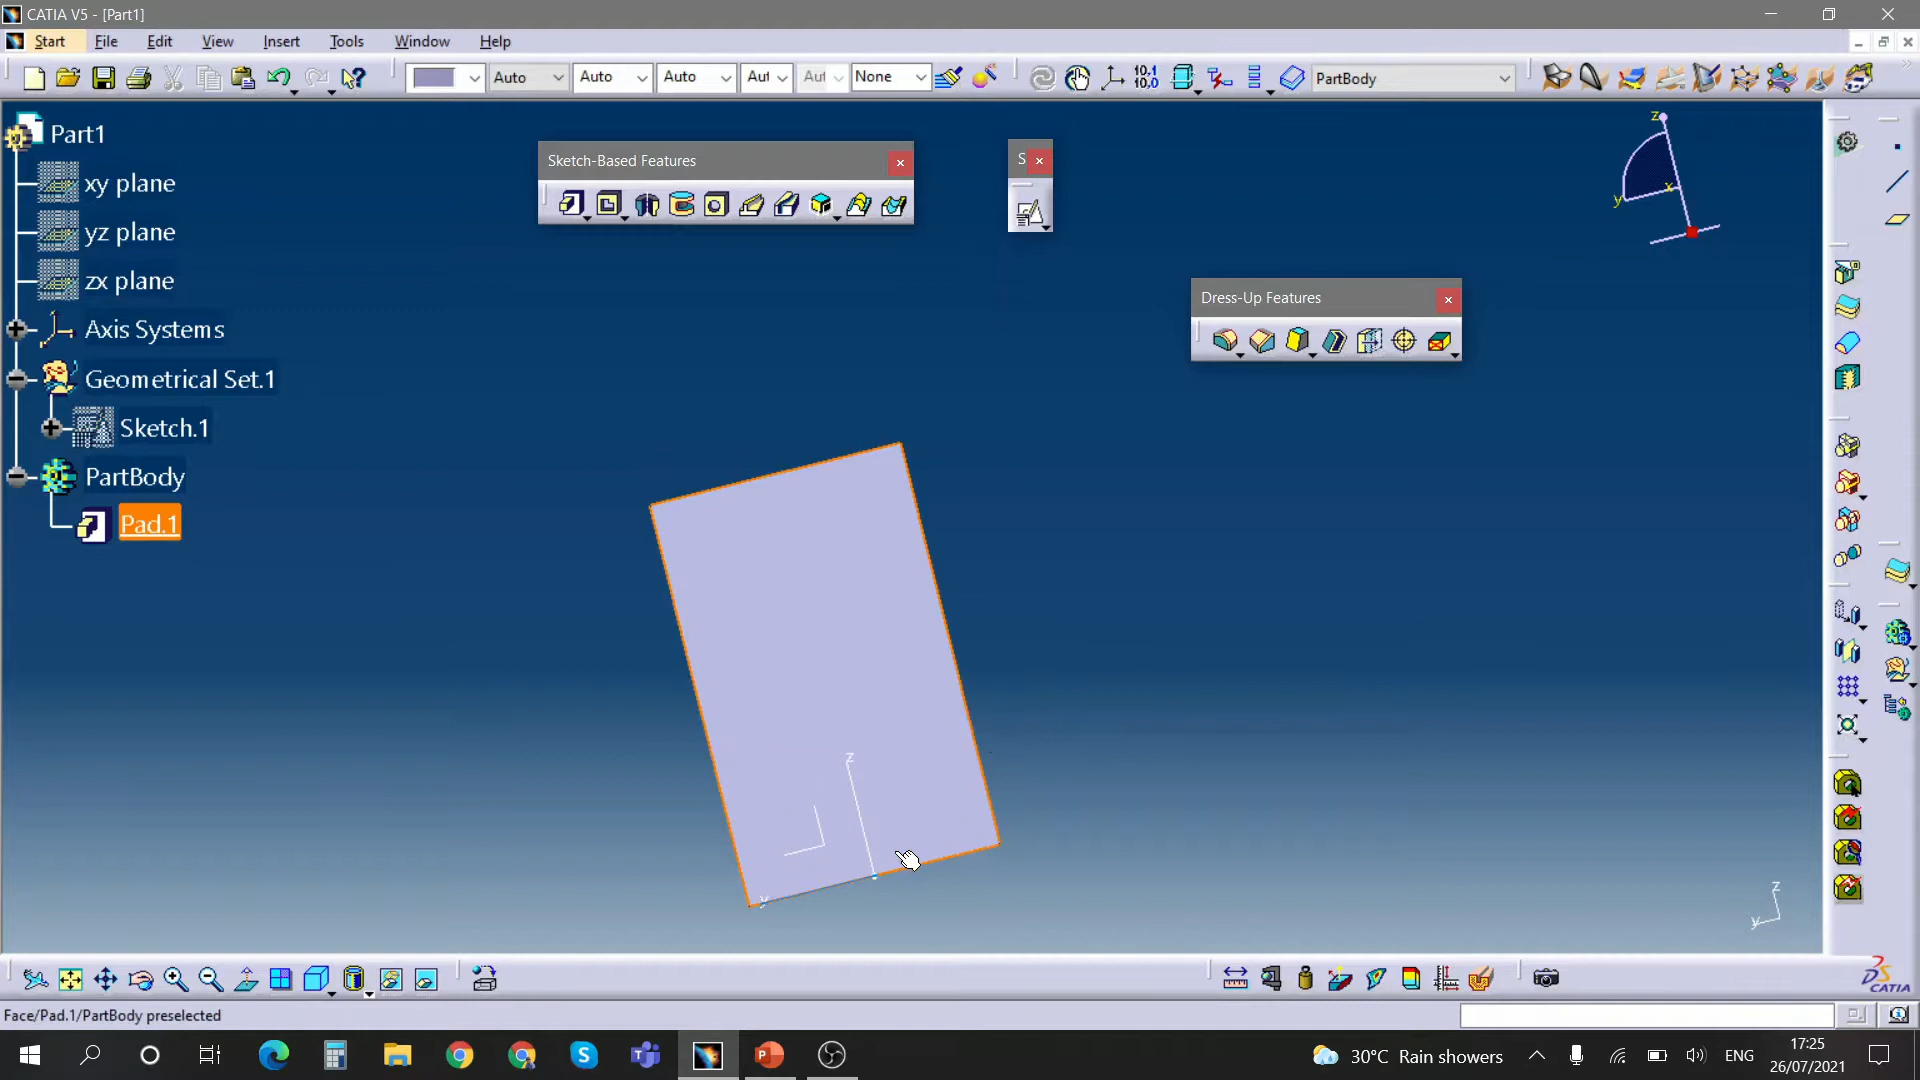 CATIA V5 - [Part1]
Start File Edit View Insert Tools Window Help
Auto Auto Auto Aut Aut None PartBody
Part1
xy plane
yz plane
zx plane
Axis Systems
Geometrical Set.1
Sketch.1
PartBody
Pad.1
Sketch-Based Features
S
Dress-Up Features
z
y
x
z
y
z
y
CATIA
Face/Pad.1/PartBody preselected
30°C Rain showers
ENG
17:25
26/07/2021